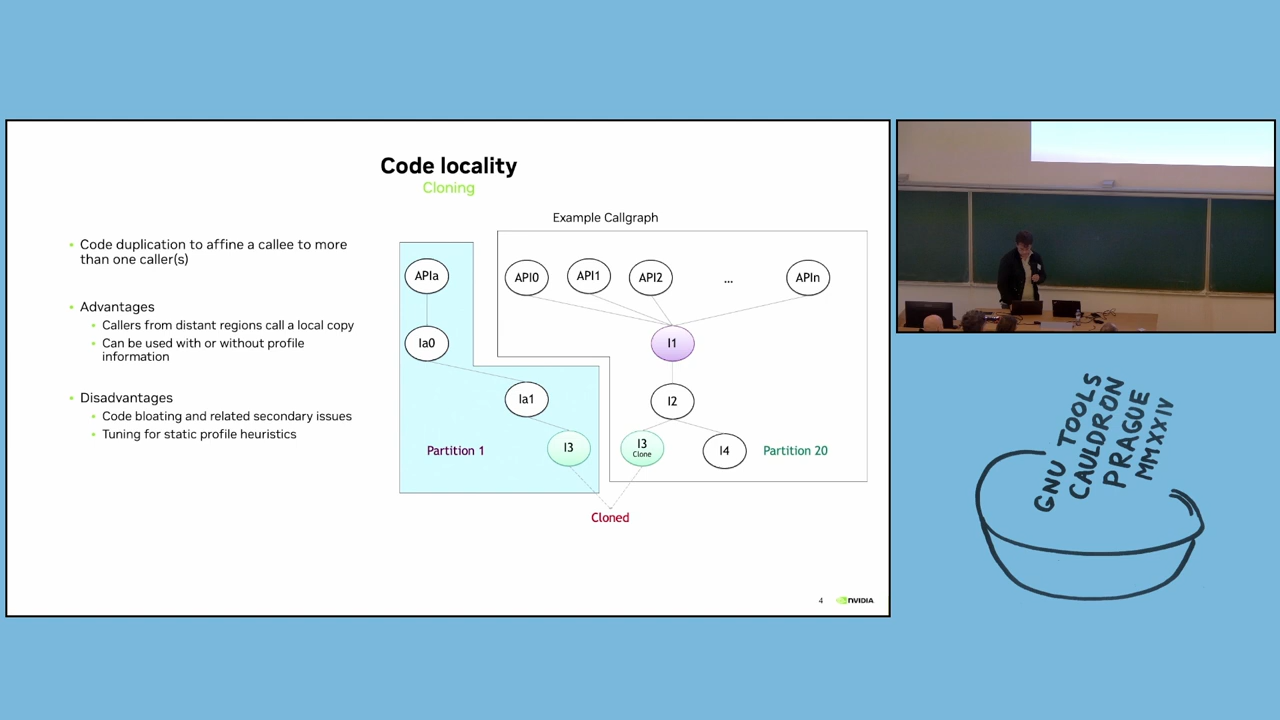 Code locality
Cloning
Example Callgraph
• Code duplication to affine a callee to more
than one caller(s)
• Advantages
• Callers from distant regions call a local copy
• Can be used with or without profile
information
• Disadvantages
• Code bloating and related secondary issues
• Tuning for static profile heuristics
APIa
Ia0
Ia1
I3
Partition 1
API0
API1
API2
...
APIn
I1
I2
I3
Clone
I4
Partition 20
Cloned
4
NVIDIA
GNU TOOLS
CAULDRON
PRAGUE
MMXXIV